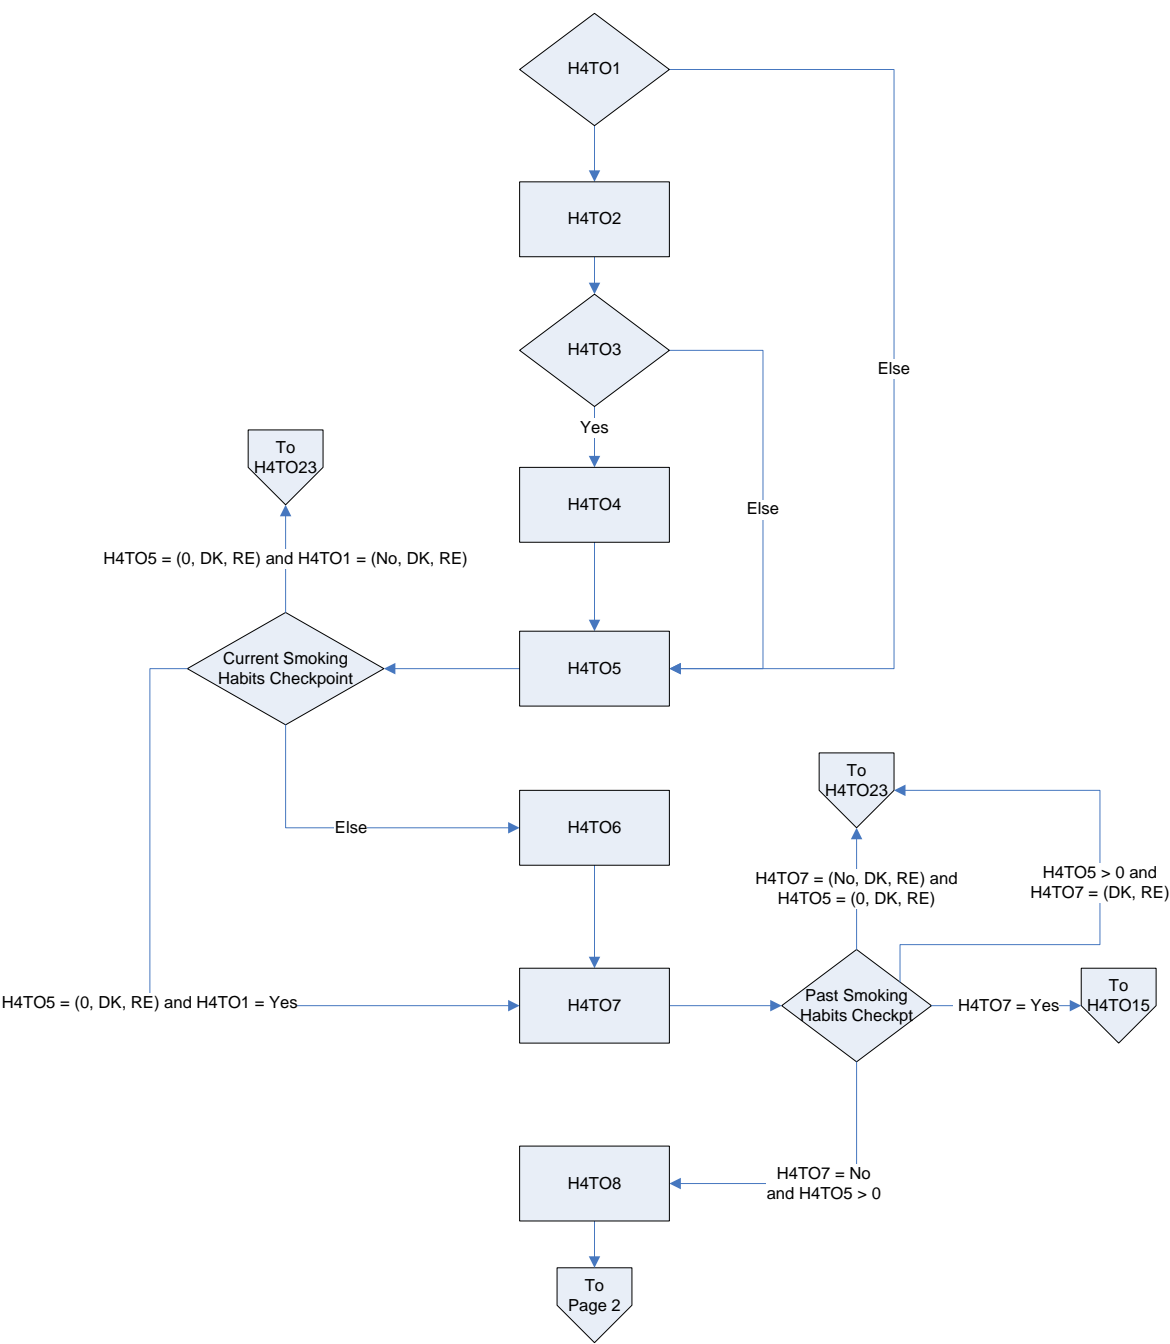 H4TO1
H4TO2
H4TO3
Else
Yes
To
H4TO23
H4TO4
Else
H4TO5 = (0, DK, RE) and H4TO1 = (No, DK, RE)
Current Smoking
Habits Checkpoint
H4TO5
To
H4TO23
Else
H4TO6
H4TO7 = (No, DK, RE) and
H4TO5 = (0, DK, RE)
H4TO5 > 0 and
H4TO7 = (DK, RE)
H4TO5 = (0, DK, RE) and H4TO1 = Yes
H4TO7
Past Smoking
Habits Checkpt
H4TO7 = Yes
To
H4TO15
H4TO8
H4TO7 = No
and H4TO5 > 0
To
Page 2